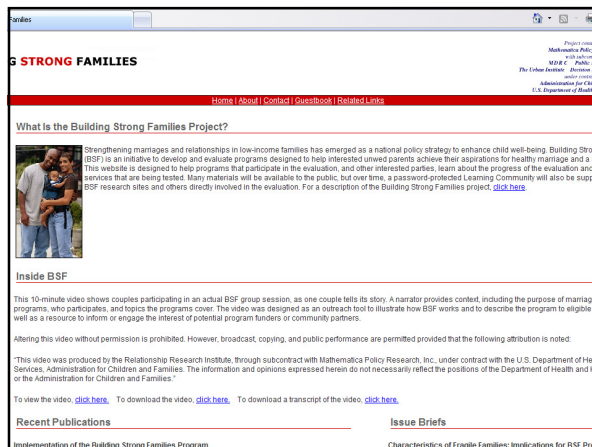 Families
G STRONG FAMILIES
Project cond
Mathematica Policy
with subcon
MDRC Public
The Urban Institute Decision
under contra
Administration for Chi
U.S. Department of Health
Home | About | Contact | Guestbook | Related Links
What Is the Building Strong Families Project?
Strengthening marriages and relationships in low-income families has emerged as a national policy strategy to enhance child well-being. Building Stro
(BSF) is an initiative to develop and evaluate programs designed to help interested unwed parents achieve their aspirations for healthy marriage and a
This website is designed to help programs that participate in the evaluation, and other interested parties, learn about the progress of the evaluation and
services that are being tested. Many materials will be available to the public, but over time, a password-protected Learning Community will also be supp
BSF research sites and others directly involved in the evaluation. For a description of the Building Strong Families project, click here.
Inside BSF
This 10-minute video shows couples participating in an actual BSF group session, as one couple tells its story. A narrator provides context, including the purpose of marriag
programs, who participates, and topics the programs cover. The video was designed as an outreach tool to illustrate how BSF works and to describe the program to eligible
well as a resource to inform or engage the interest of potential program funders or community partners.
Altering this video without permission is prohibited. However, broadcast, copying, and public performance are permitted provided that the following attribution is noted:
"This video was produced by the Relationship Research Institute, through subcontract with Mathematica Policy Research, Inc., under contract with the U.S. Department of He
Services, Administration for Children and Families. The information and opinions expressed herein do not necessarily reflect the positions of the Department of Health and H
or the Administration for Children and Families."
To view the video, click here. To download the video, click here. To download a transcript of the video, click here.
Recent Publications
Issue Briefs
Implementation of the Building Strong Families Program
Characteristics of Fragile Families: Implications for BSF Pro